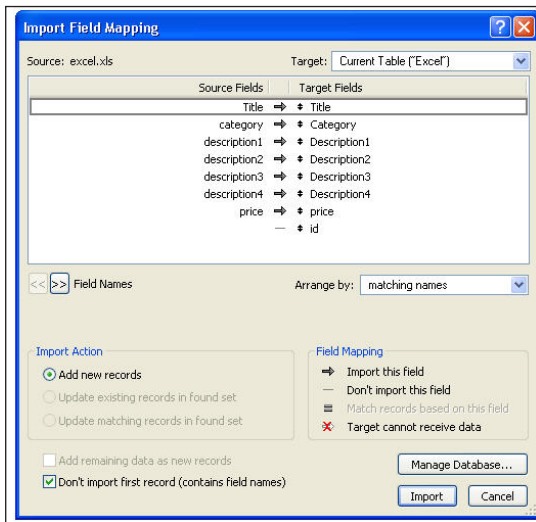 Import Field Mapping
Source: excel.xls Target: Current Table ("Excel")
Source Fields Target Fields
Title Title
category Category
description1 Description1
description2 Description2
description3 Description3
description4 Description4
price price
id
<< >> Field Names Arrange by: matching names
Import Action
Add new records
Update existing records in found set
Update matching records in found set
Field Mapping
Import this field
Don't import this field
Match records based on this field
Target cannot receive data
Add remaining data as new records
Don't import first record (contains field names)
Manage Database...
Import Cancel